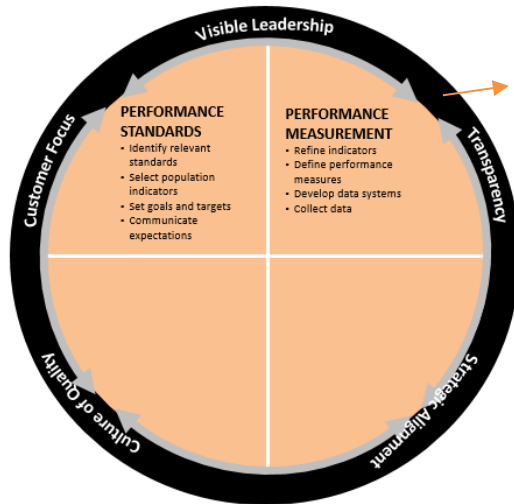 Visible Leadership
Customer Focus
Transparency
PERFORMANCE
STANDARDS
• Identify relevant
standards
• Select population
indicators
• Set goals and targets
• Communicate
expectations
PERFORMANCE
MEASUREMENT
• Refine indicators
• Define performance
measures
• Develop data systems
• Collect data
Culture of Quality
Strategic Alignment